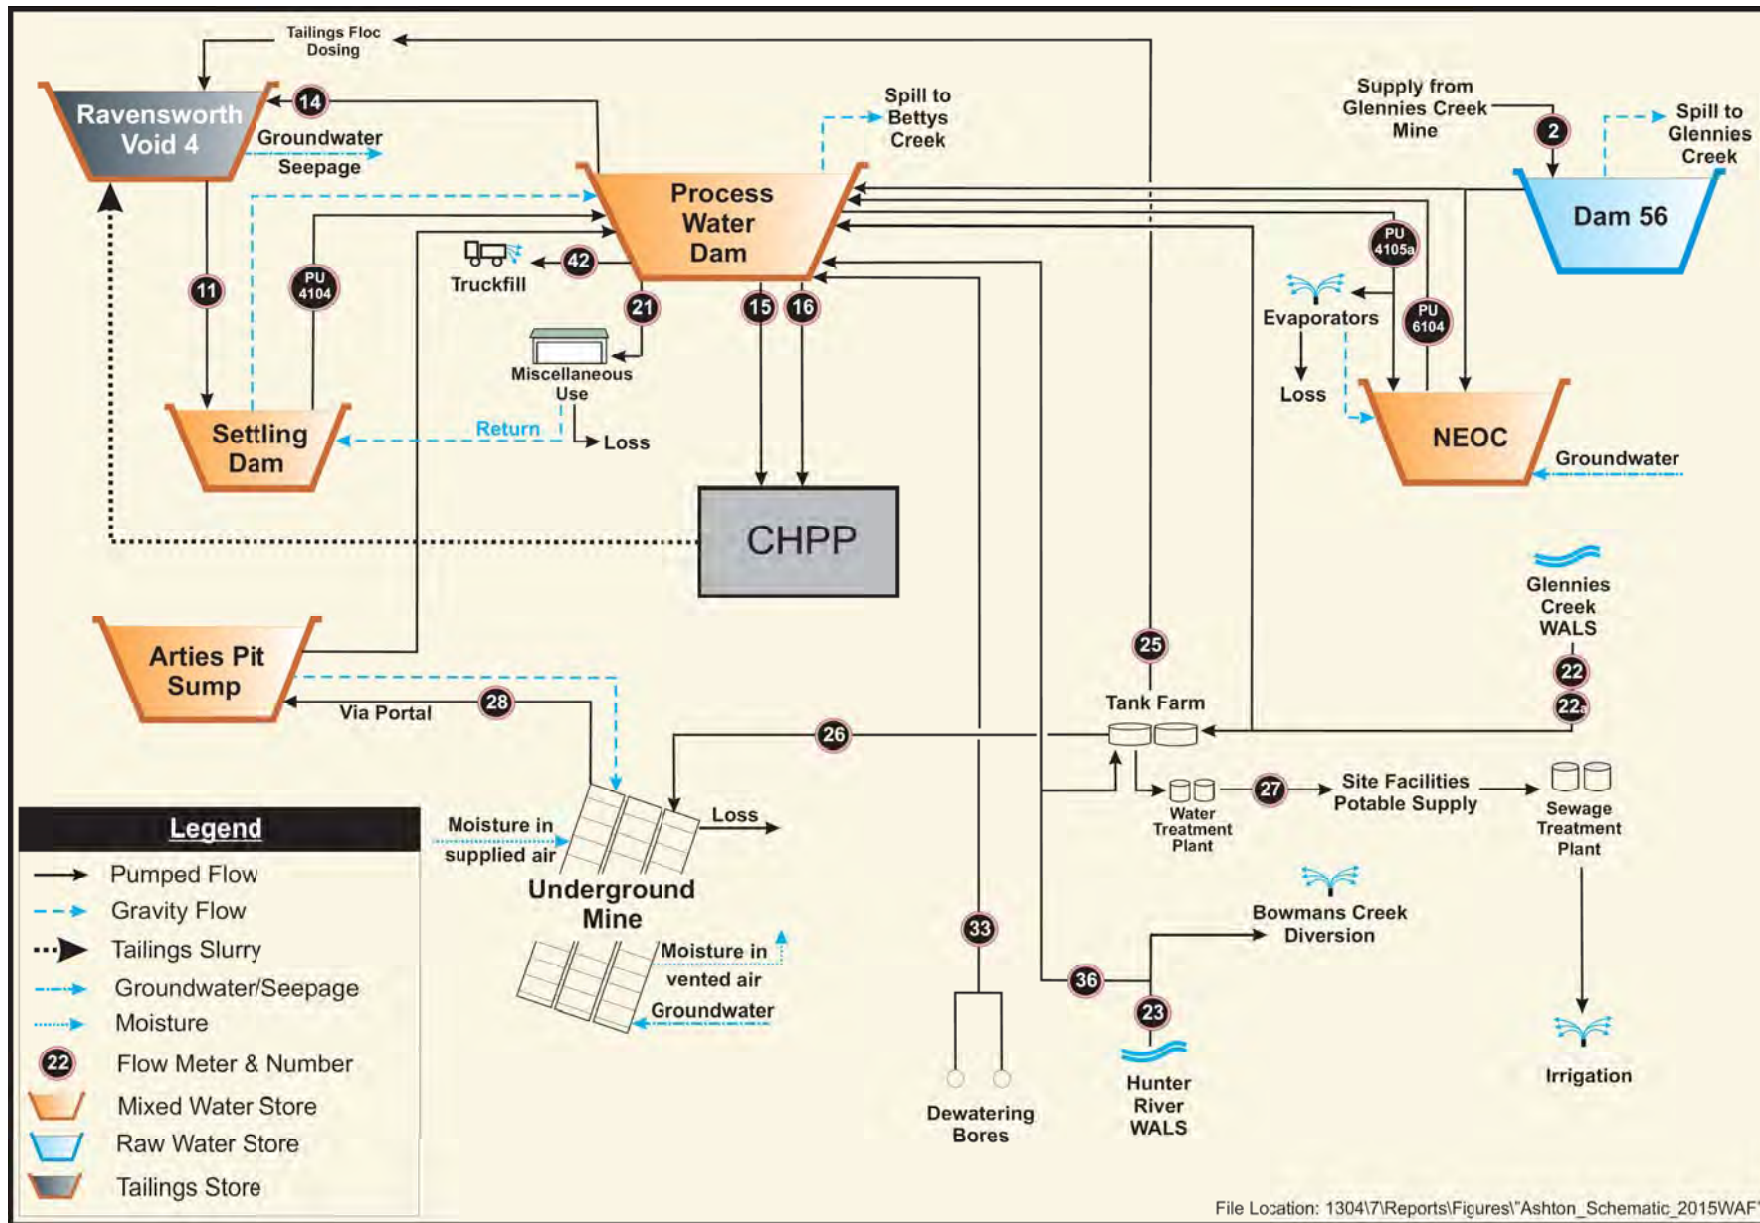 Tailings Floc
Dosing
Ravensworth
Void 4
14
Groundwater
Seepage
Spill to
Bettys
Creek
Supply from
Glennies Creek
Mine
2
Spill to
Glennies
Creek
Process
Water
Dam
Dam 56
PU
4105a
42
Truckfill
11
PU
4104
21
15
16
Evaporators
PU
6104
Loss
Miscellaneous
Use
Return
Loss
Settling
Dam
NEOC
Groundwater
CHPP
Glennies
Creek
WALS
22
22a
Arties Pit
Sump
Via Portal
28
25
Tank Farm
26
Water
Treatment
Plant
27
Site Facilities
Potable Supply
Sewage
Treatment
Plant
Moisture in
supplied air
Loss
Underground
Mine
Moisture in
vented air
Groundwater
33
36
23
Bowmans Creek
Diversion
Dewatering
Bores
Hunter
River
WALS
Irrigation
Legend
Pumped Flow
Gravity Flow
Tailings Slurry
Groundwater/Seepage
Moisture
22
Flow Meter & Number
Mixed Water Store
Raw Water Store
Tailings Store
File Location: 1304\7\Reports\Figures\"Ashton_Schematic_2015WAF"